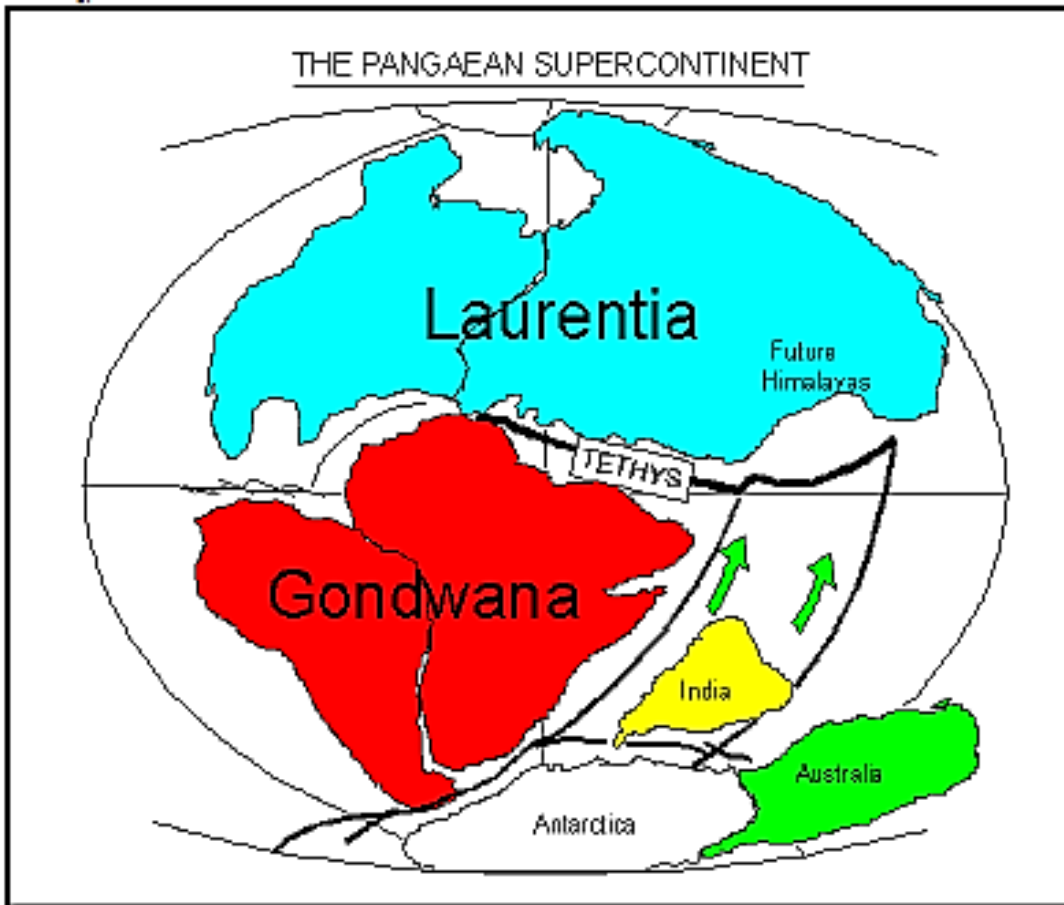 THE PANGAEAN SUPERCONTINENT
Laurentia
Future
Himalayas
TETHYS
Gondwana
India
Australia
Antarctica